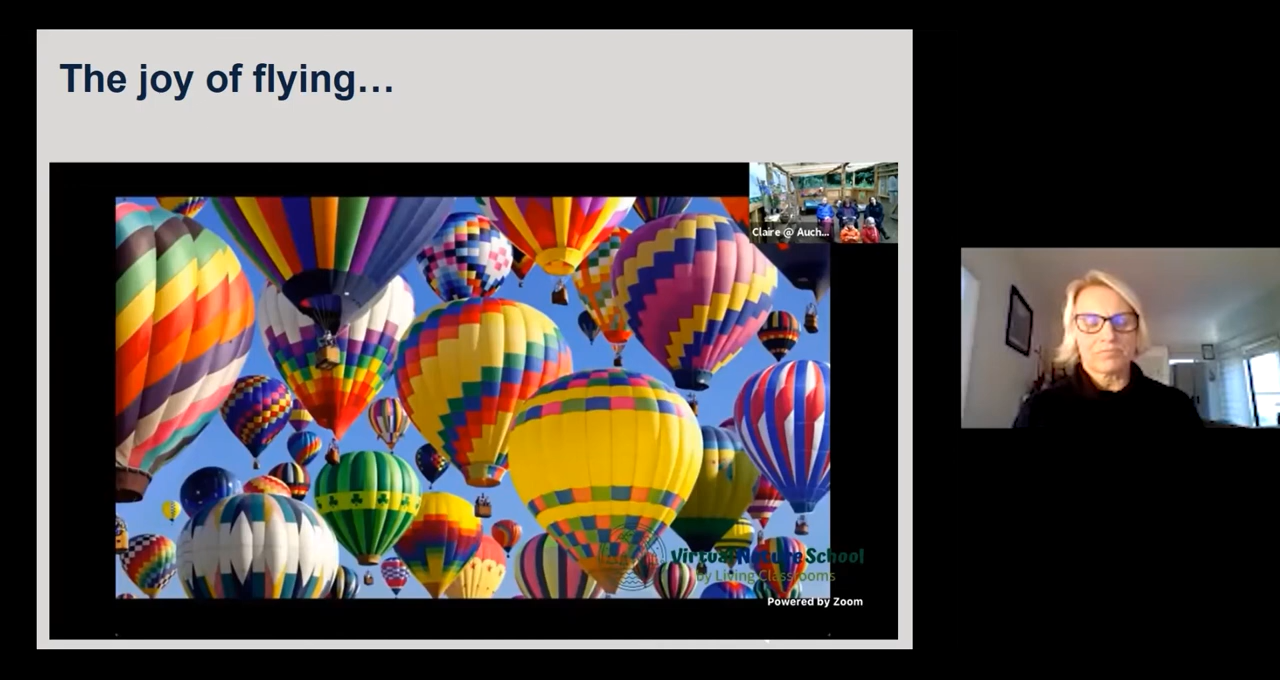 The joy of flying...
Claire @ Auch...
Virtual Nature School
by Living Classrooms
Powered by Zoom